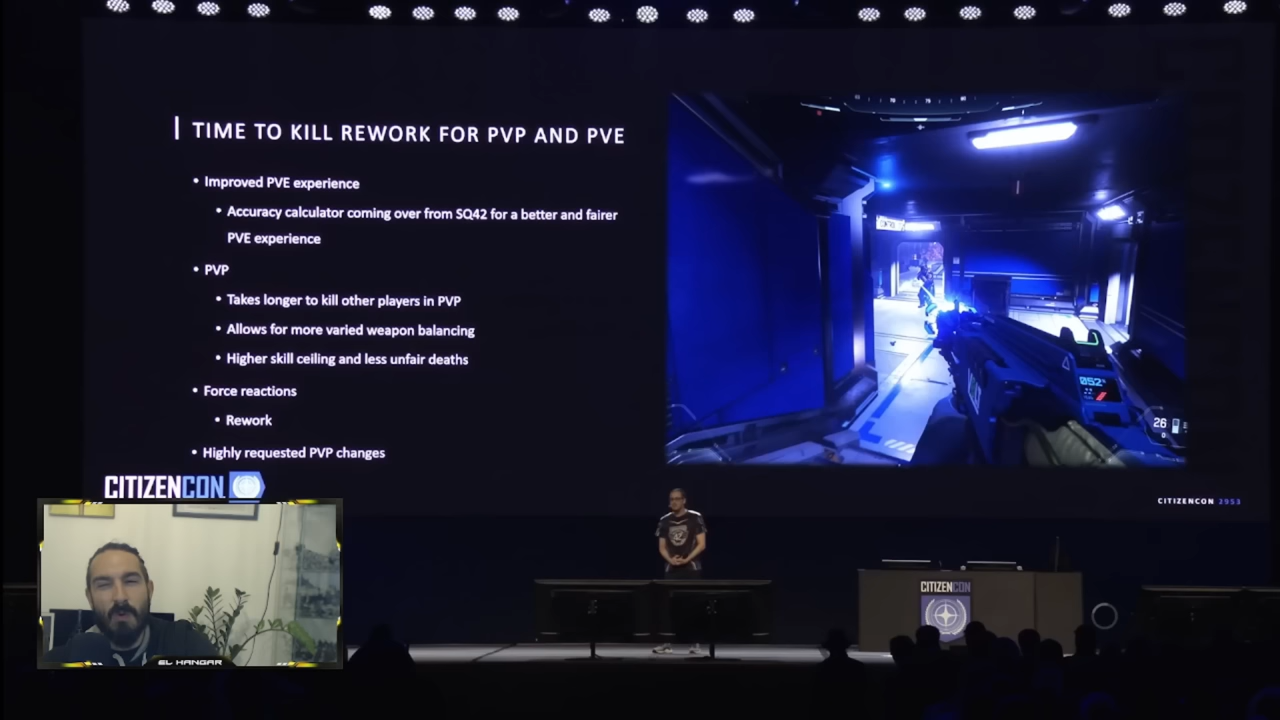 TIME TO KILL REWORK FOR PVP AND PVE
• Improved PVE experience
• Accuracy calculator coming over from SQ42 for a better and fairer
PVE experience
• PVP
• Takes longer to kill other players in PVP
• Allows for more varied weapon balancing
• Higher skill ceiling and less unfair deaths
• Force reactions
• Rework
• Highly requested PVP changes
CITIZENCON
CITIZENCON 2953
052
26
CITIZENCON
EL HANGAR